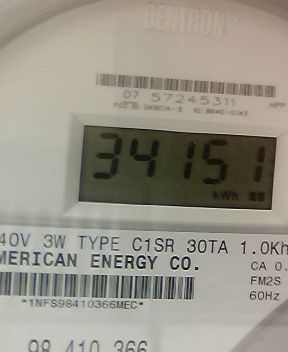 CENTRON®
07 57245311
HPP
34151
kWh
40V 3W TYPE C1SR 30TA 1.0Kh
MERICAN ENERGY CO.
CA 0.
FM2S
60Hz
*1NFS98410366MEC*
98 410 366